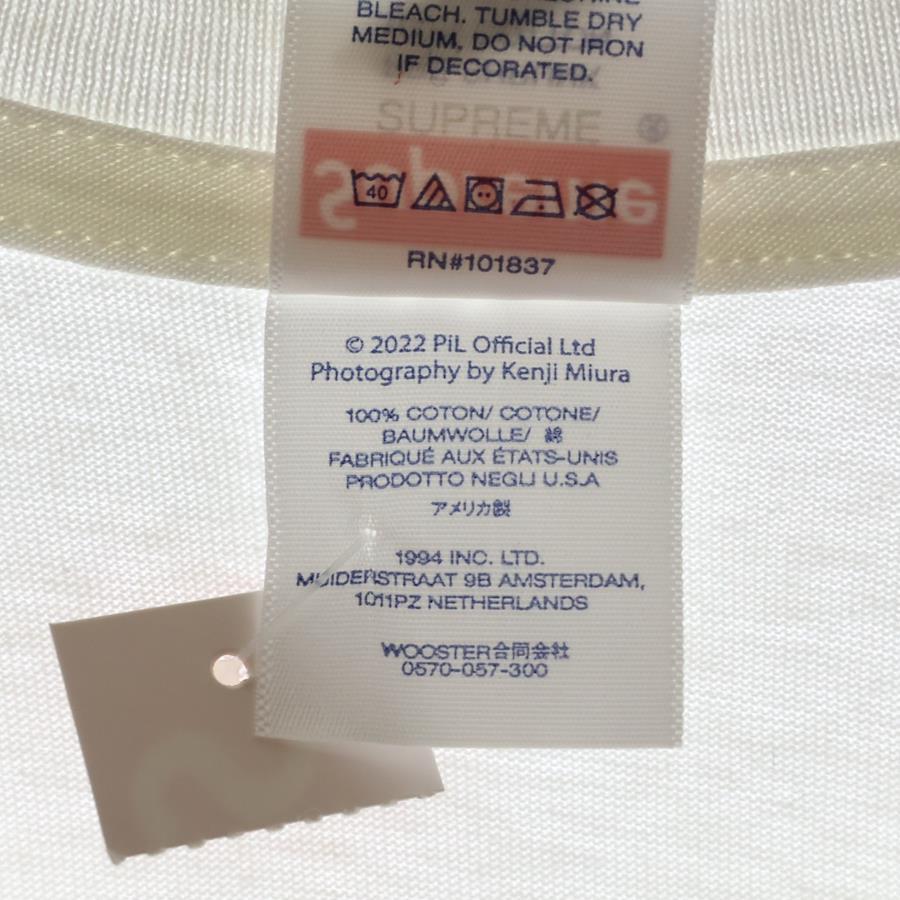 BLEACH. TUMBLE DRY
MEDIUM. DO NOT IRON
IF DECORATED.
SUPREME
Supreme
40
RN#101837
© 2022 PiL Official Ltd
Photography by Kenji Miura
100% COTON/ COTONE/
BAUMWOLLE/ 綿
FABRIQUÉ AUX ÉTATS-UNIS
PRODOTTO NEGLI U.S.A
アメリカ製
1994 INC. LTD.
MUIDERSTRAAT 9B AMSTERDAM,
1011PZ NETHERLANDS
WOOSTER合同会社
0570-057-300